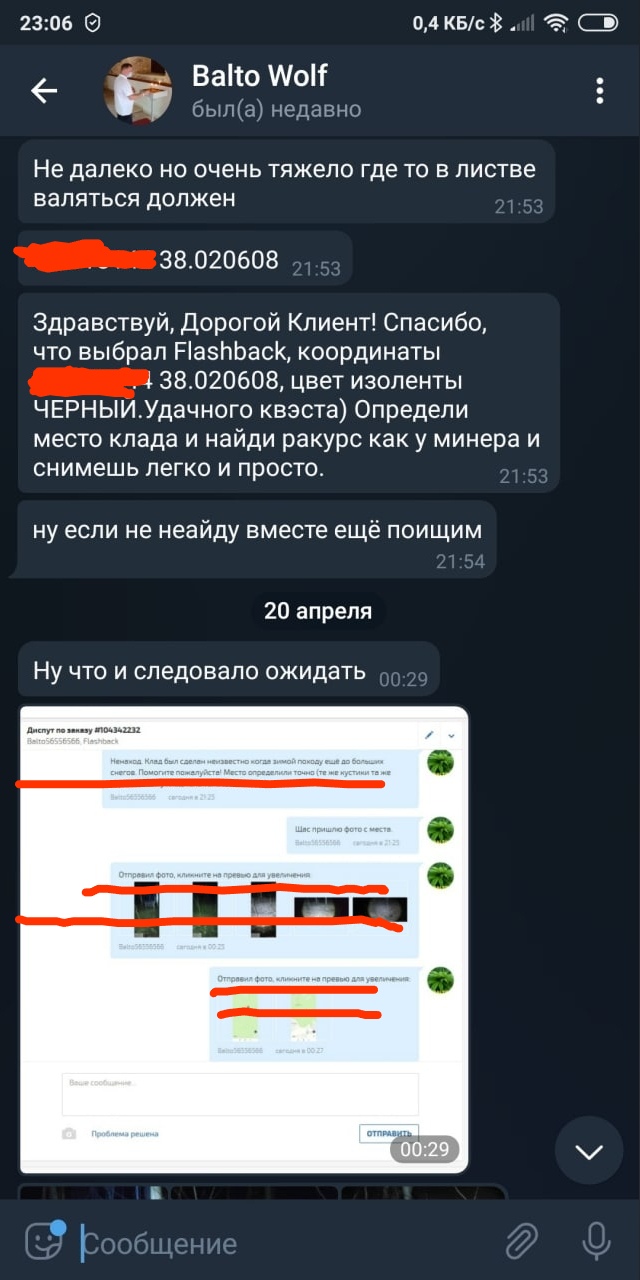 23:06
0,4 КБ/с
Balto Wolf
был(а) недавно
Не далеко но очень тяжело где то в листве
валяться должен
21:53
38.020608
21:53
Здравствуй, Дорогой Клиент! Спасибо,
что выбрал Flashback, координаты
38.020608, цвет изоленты
ЧЕРНЫЙ.Удачного квэста) Определи
место клада и найди ракурс как у минера и
снимешь легко и просто.
21:53
ну если не неайду вместе ещё поищим
21:54
20 апреля
Ну что и следовало ожидать
00:29
Диспут по заказу #104342232
Balto56556566, Flashback
Ненаход. Клад был сделан неизвестно когда зимой походу ещё до больших
снегов. Помогите пожалуйста! Место определили точно (те же кустики та же
Balto56556566 сегодня в 21:23
Щас пришлю фото с места.
Balto56556566 сегодня в 21:25
Отправил фото, кликните на превью для увеличения:
Balto56556566 сегодня в 00:25
Отправил фото, кликните на превью для увеличения:
Balto56556566 сегодня в 00:27
Ваше сообщение...
Проблема решена
ОТПРАВИТЬ
00:29
Сообщение